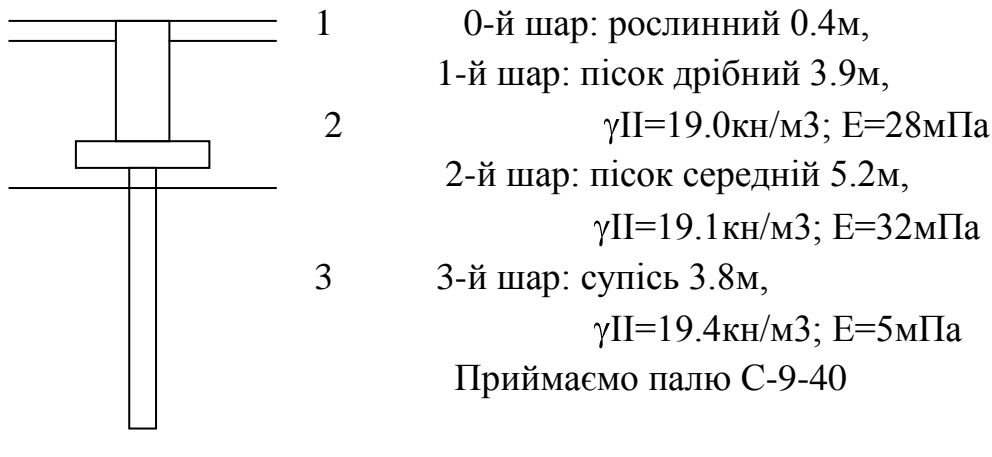 1 0-й шар: рослинний 0.4м,
1-й шар: пісок дрібний 3.9м,
2 γII=19.0кн/м3; Е=28мПа
2-й шар: пісок середній 5.2м,
γII=19.1кн/м3; Е=32мПа
3 3-й шар: супісь 3.8м,
γII=19.4кн/м3; Е=5мПа
Приймаємо палю С-9-40